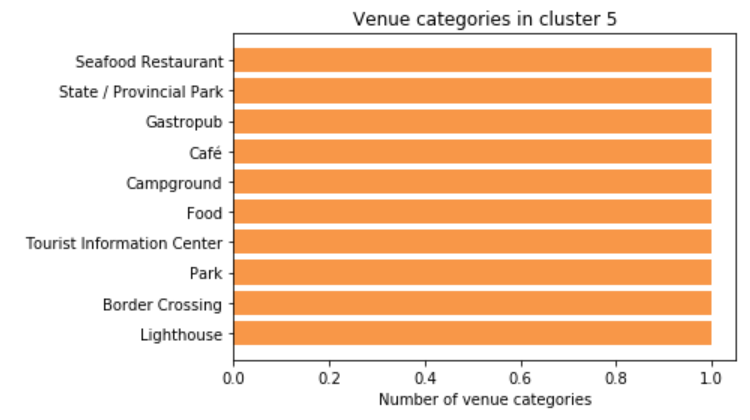 Venue categories in cluster 5
Seafood Restaurant
State / Provincial Park
Gastropub
Café
Campground
Food
Tourist Information Center
Park
Border Crossing
Lighthouse
0.0 0.2 0.4 0.6 0.8 1.0
Number of venue categories